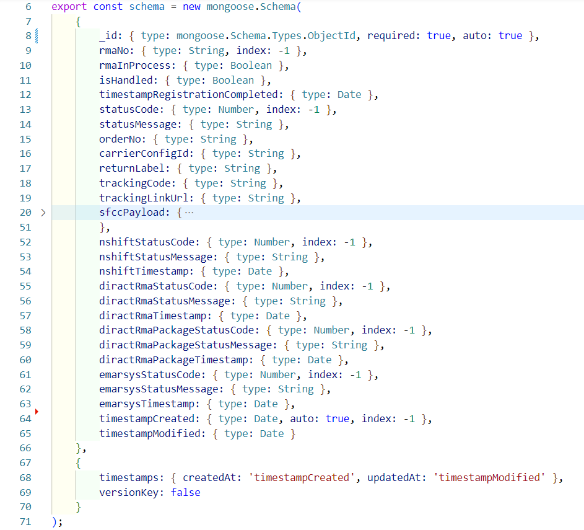 6 export const schema = new mongoose.Schema(
7 {
8 _id: { type: mongoose.Schema.Types.ObjectId, required: true, auto: true },
9 rmaNo: { type: String, index: -1 },
10 rmaInProcess: { type: Boolean },
11 isHandled: { type: Boolean },
12 timestampRegistrationCompleted: { type: Date },
13 statusCode: { type: Number, index: -1 },
14 statusMessage: { type: String },
15 orderNo: { type: String },
16 carrierConfigId: { type: String },
17 returnLabel: { type: String },
18 trackingCode: { type: String },
19 trackingLinkUrl: { type: String },
20 > sfccPayload: { ···
51 },
52 nshiftStatusCode: { type: Number, index: -1 },
53 nshiftStatusMessage: { type: String },
54 nshiftTimestamp: { type: Date },
55 diractRmaStatusCode: { type: Number, index: -1 },
56 diractRmaStatusMessage: { type: String },
57 diractRmaTimestamp: { type: Date },
58 diractRmaPackageStatusCode: { type: Number, index: -1 },
59 diractRmaPackageStatusMessage: { type: String },
60 diractRmaPackageTimestamp: { type: Date },
61 emarsysStatusCode: { type: Number, index: -1 },
62 emarsysStatusMessage: { type: String },
63 emarsysTimestamp: { type: Date },
64 timestampCreated: { type: Date, auto: true, index: -1 },
65 timestampModified: { type: Date }
66 },
67 {
68 timestamps: { createdAt: 'timestampCreated', updatedAt: 'timestampModified' },
69 versionKey: false
70 }
71 );